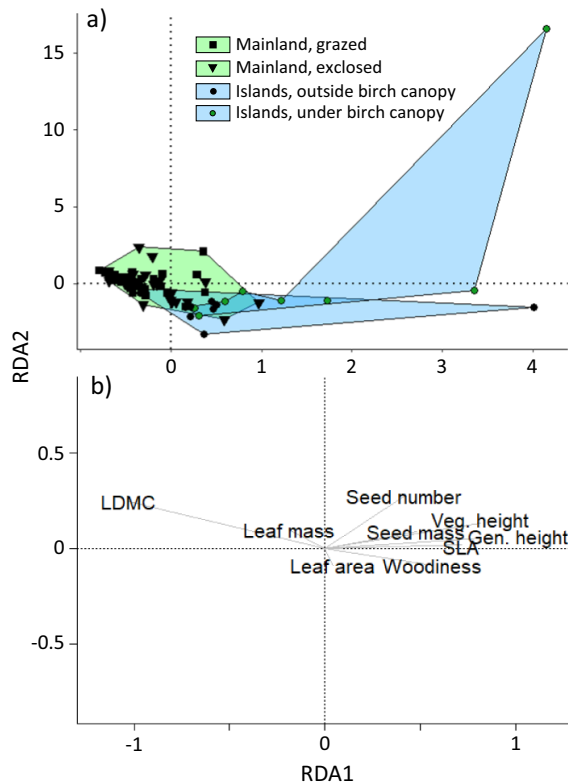 a)
Mainland, grazed
Mainland, exclosed
Islands, outside birch canopy
Islands, under birch canopy
15
10
5
0
0 1 2 3 4
RDA2
b)
0.5
Seed number
LDMC
Veg. height
Leaf mass Seed mass Gen. height
0 SLA
Leaf area Woodiness
-0.5
-1 0 1
RDA1